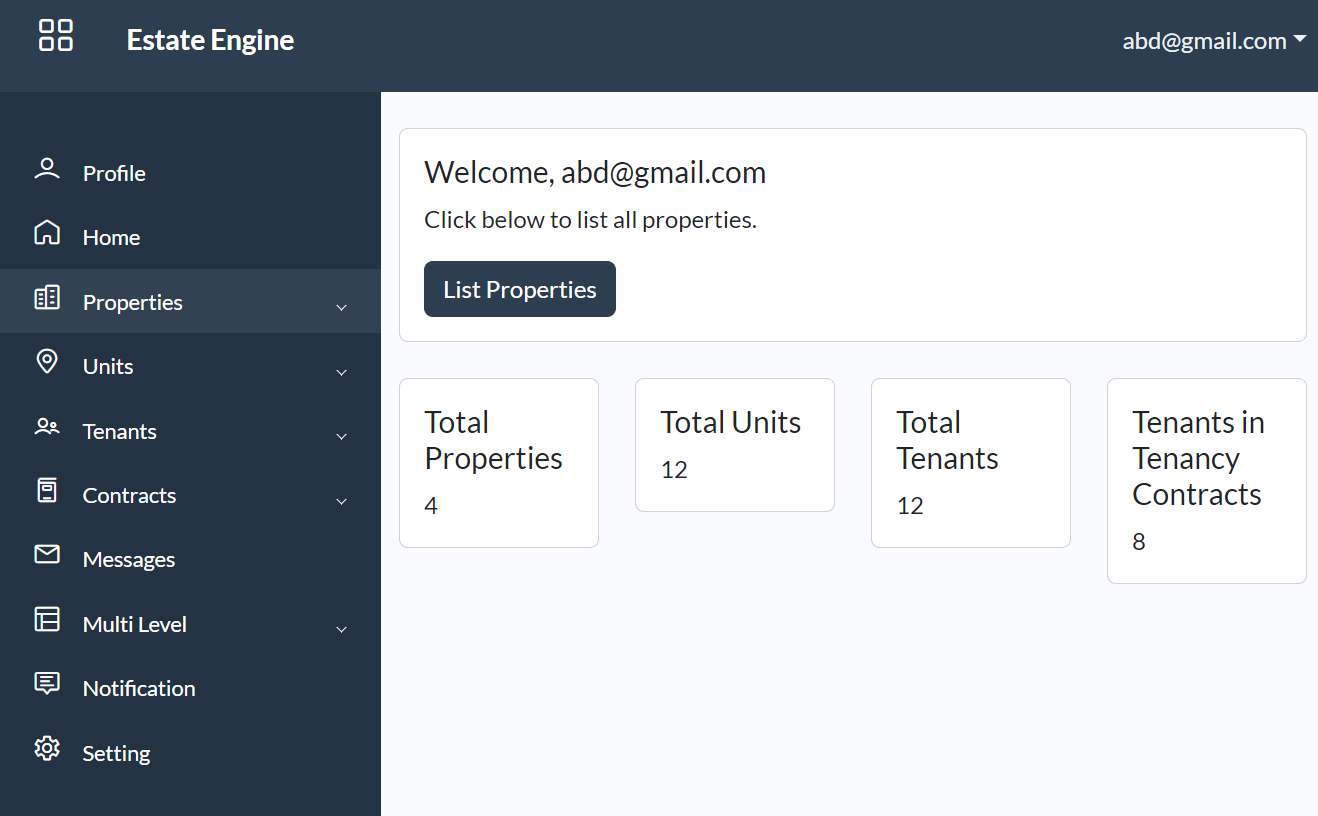 Estate Engine
abd@gmail.com
Profile
Home
Properties
Units
Tenants
Contracts
Messages
Multi Level
Notification
Setting
Welcome, abd@gmail.com
Click below to list all properties.
List Properties
Total
Properties
4
Total Units
12
Total
Tenants
12
Tenants in
Tenancy
Contracts
8